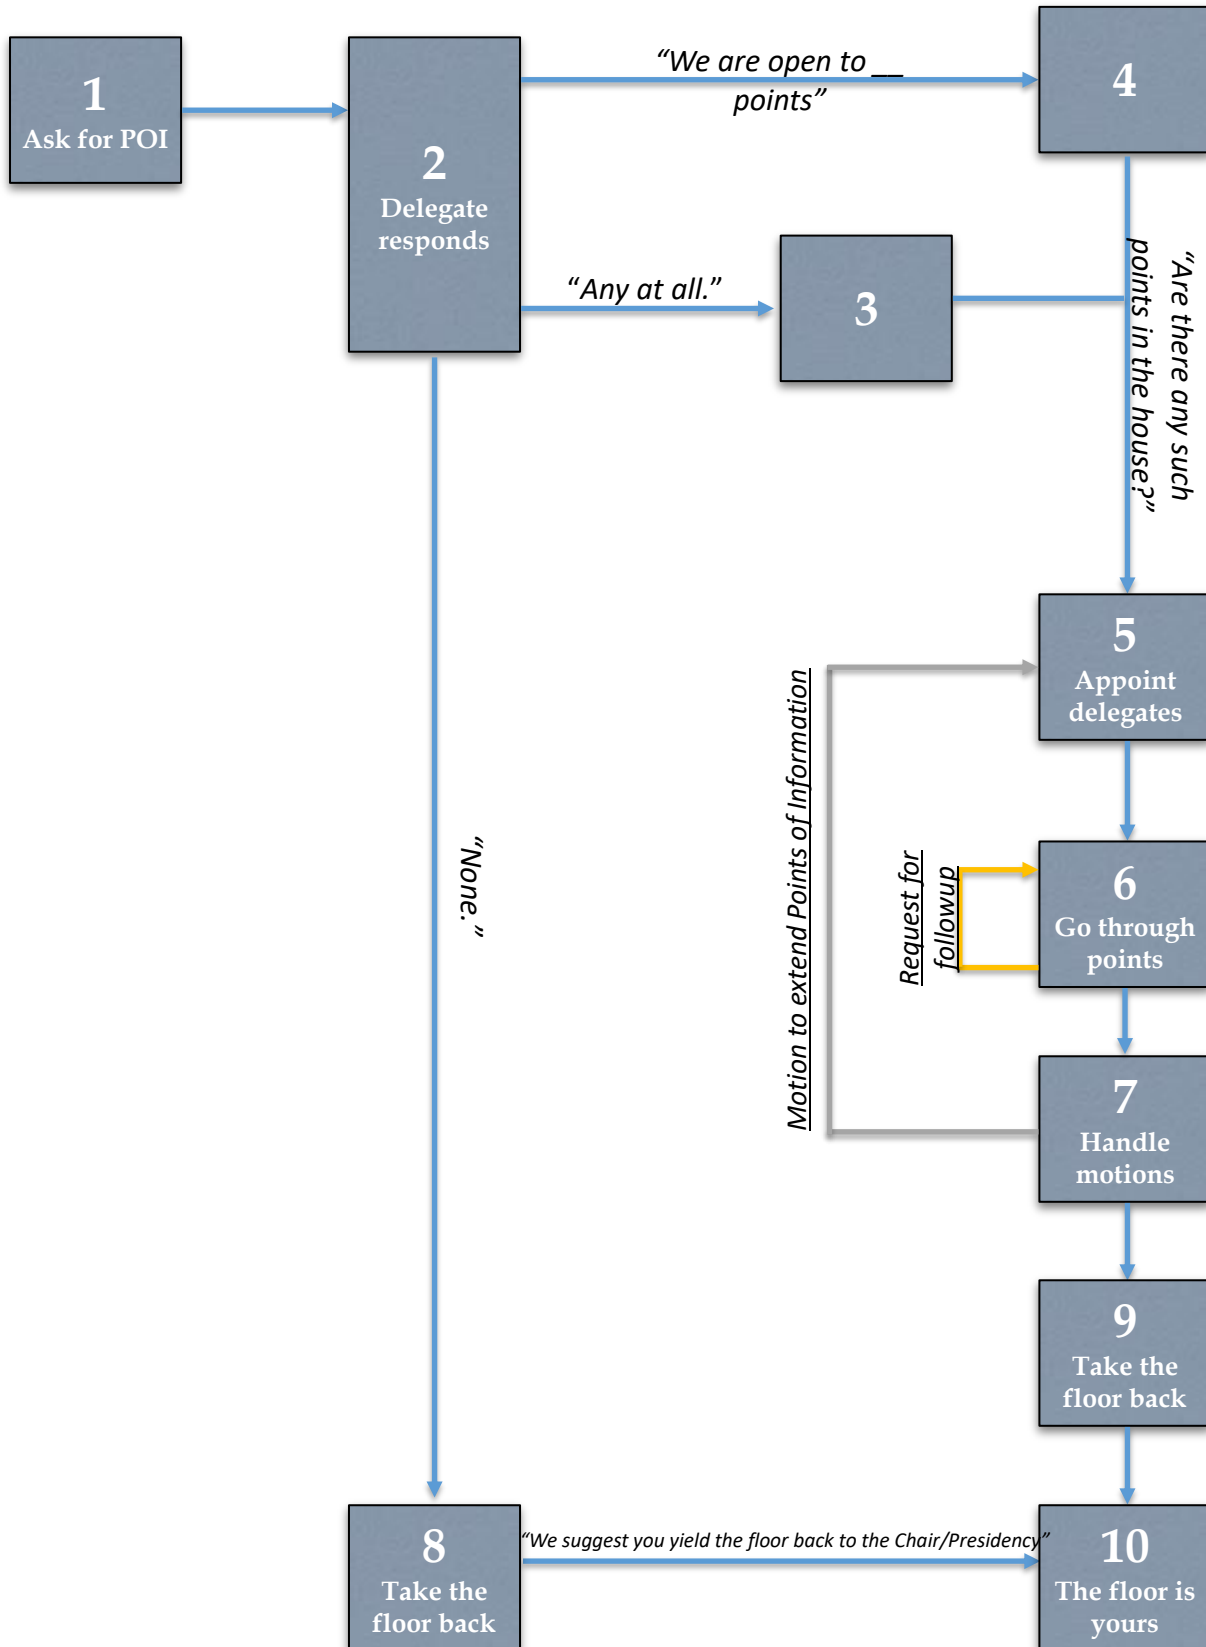 1
Ask for POI
2
Delegate
responds
“We are open to __
points”
4
“Any at all.”
3
“Are there any such
points in the house?”
5
Appoint
delegates
Motion to extend Points of Information
6
Go through
points
Request for
followup
7
Handle
motions
“None.”
9
Take the
floor back
8
Take the
floor back
“We suggest you yield the floor back to the Chair/Presidency”
10
The floor is
yours